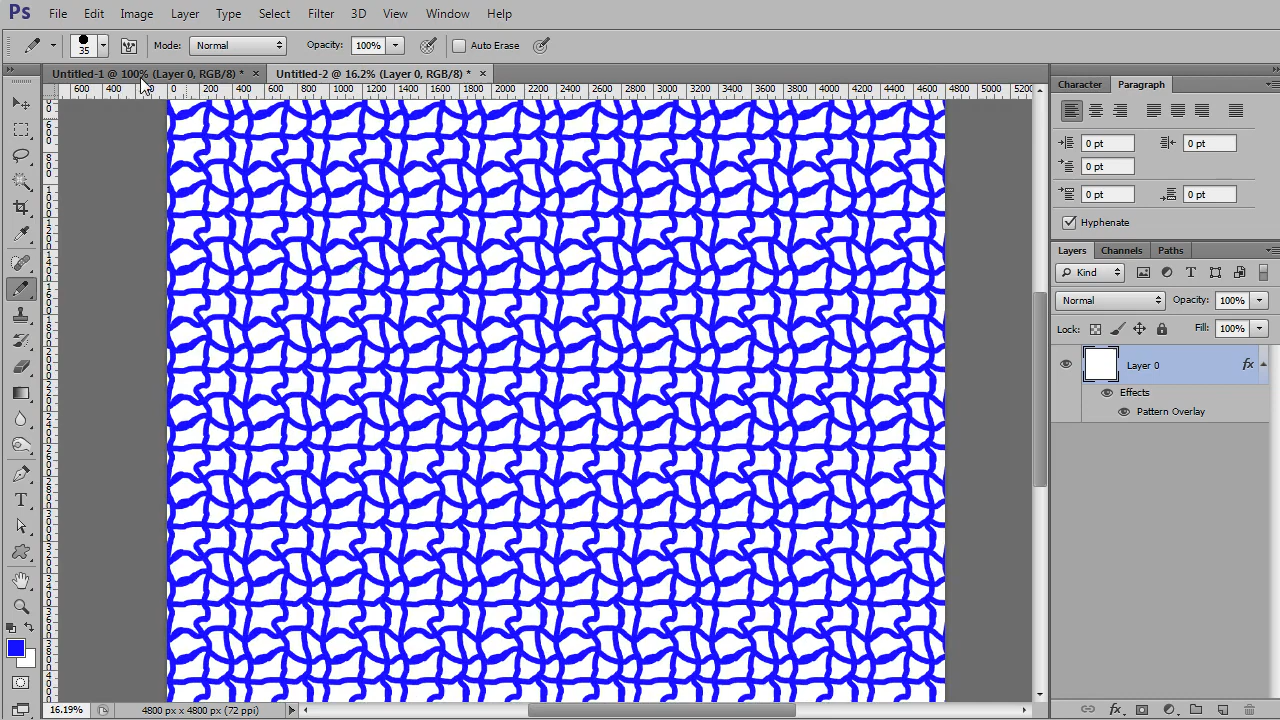 Ps File Edit Image Layer Type Select Filter 3D View Window Help
35 Mode: Normal Opacity: 100% Auto Erase
Untitled-1 @ 100% (Layer 0, RGB/8) * × Untitled-2 @ 16.2% (Layer 0, RGB/8) * ×
600 400 0 200 400 600 800 1000 1200 1400 1600 1800 2000 2200 2400 2600 2800 3000 3200 3400 3600 3800 4000 4200 4400 4600 4800 5000 5200
Character Paragraph
0 pt 0 pt
0 pt
0 pt 0 pt
Hyphenate
Layers Channels Paths
Kind T
Normal Opacity: 100%
Lock: Fill: 100%
Layer 0 fx
Effects
Pattern Overlay
T
16.19% 4800 px x 4800 px (72 ppi)
fx